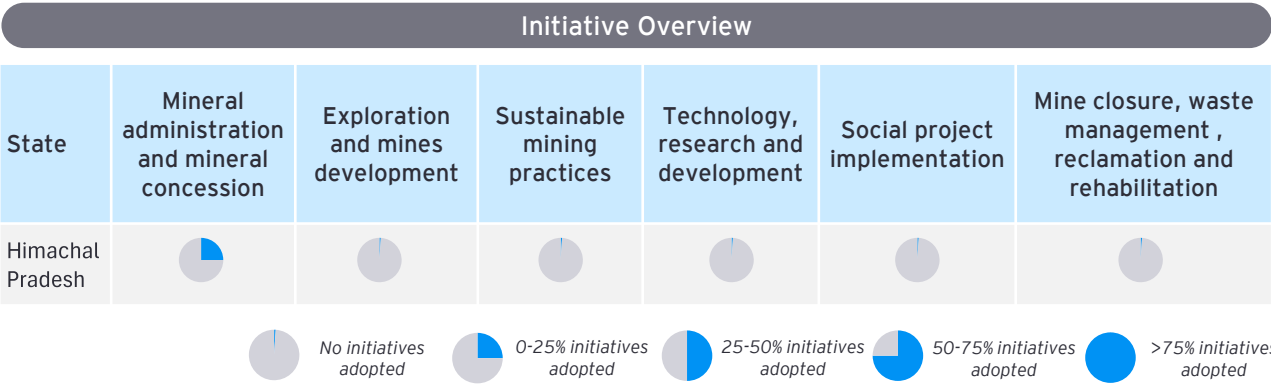 Initiative Overview
State
Mineral
administration
and mineral
concession
Exploration
and mines
development
Sustainable
mining
practices
Technology,
research and
development
Social project
implementation
Mine closure, waste
management ,
reclamation and
rehabilitation
Himachal
Pradesh
No initiatives
adopted
0-25% initiatives
adopted
25-50% initiatives
adopted
50-75% initiatives
adopted
>75% initiatives
adopted